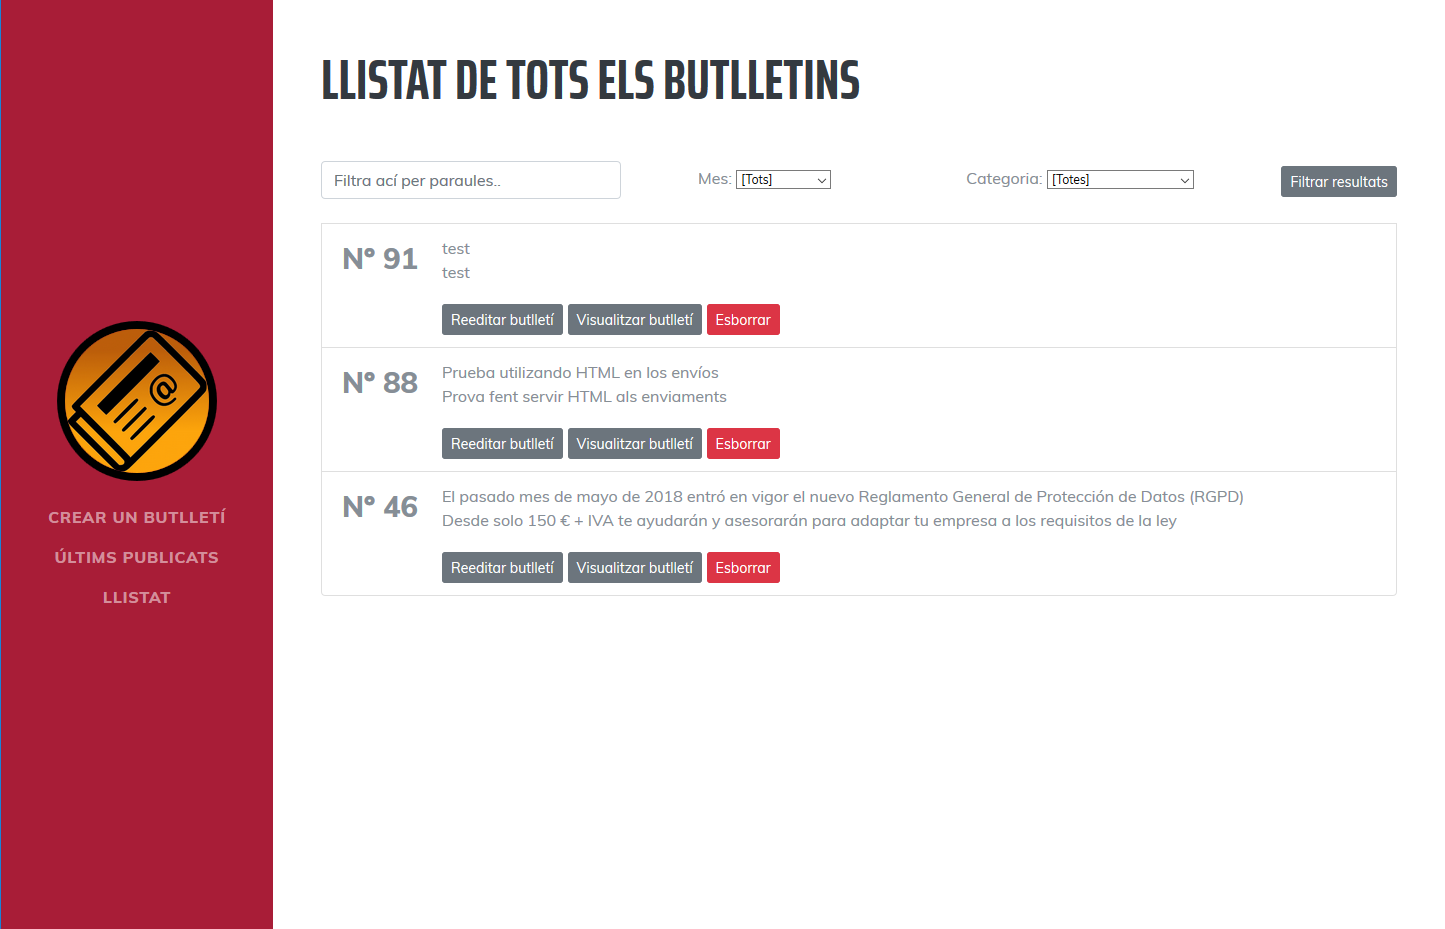 LLISTAT DE TOTS ELS BUTLLETINS
Filtra ací per paraules..
Mes: [Tots]
Categoria: [Totes]
Filtrar resultats
Nº 91
test
test
Reeditar butlletí Visualitzar butlletí Esborrar
Nº 88
Prueba utilizando HTML en los envíos
Prova fent servir HTML als enviaments
Reeditar butlletí Visualitzar butlletí Esborrar
Nº 46
El pasado mes de mayo de 2018 entró en vigor el nuevo Reglamento General de Protección de Datos (RGPD)
Desde solo 150 € + IVA te ayudarán y asesorarán para adaptar tu empresa a los requisitos de la ley
Reeditar butlletí Visualitzar butlletí Esborrar
@
CREAR UN BUTLLETÍ
ÚLTIMS PUBLICATS
LLISTAT